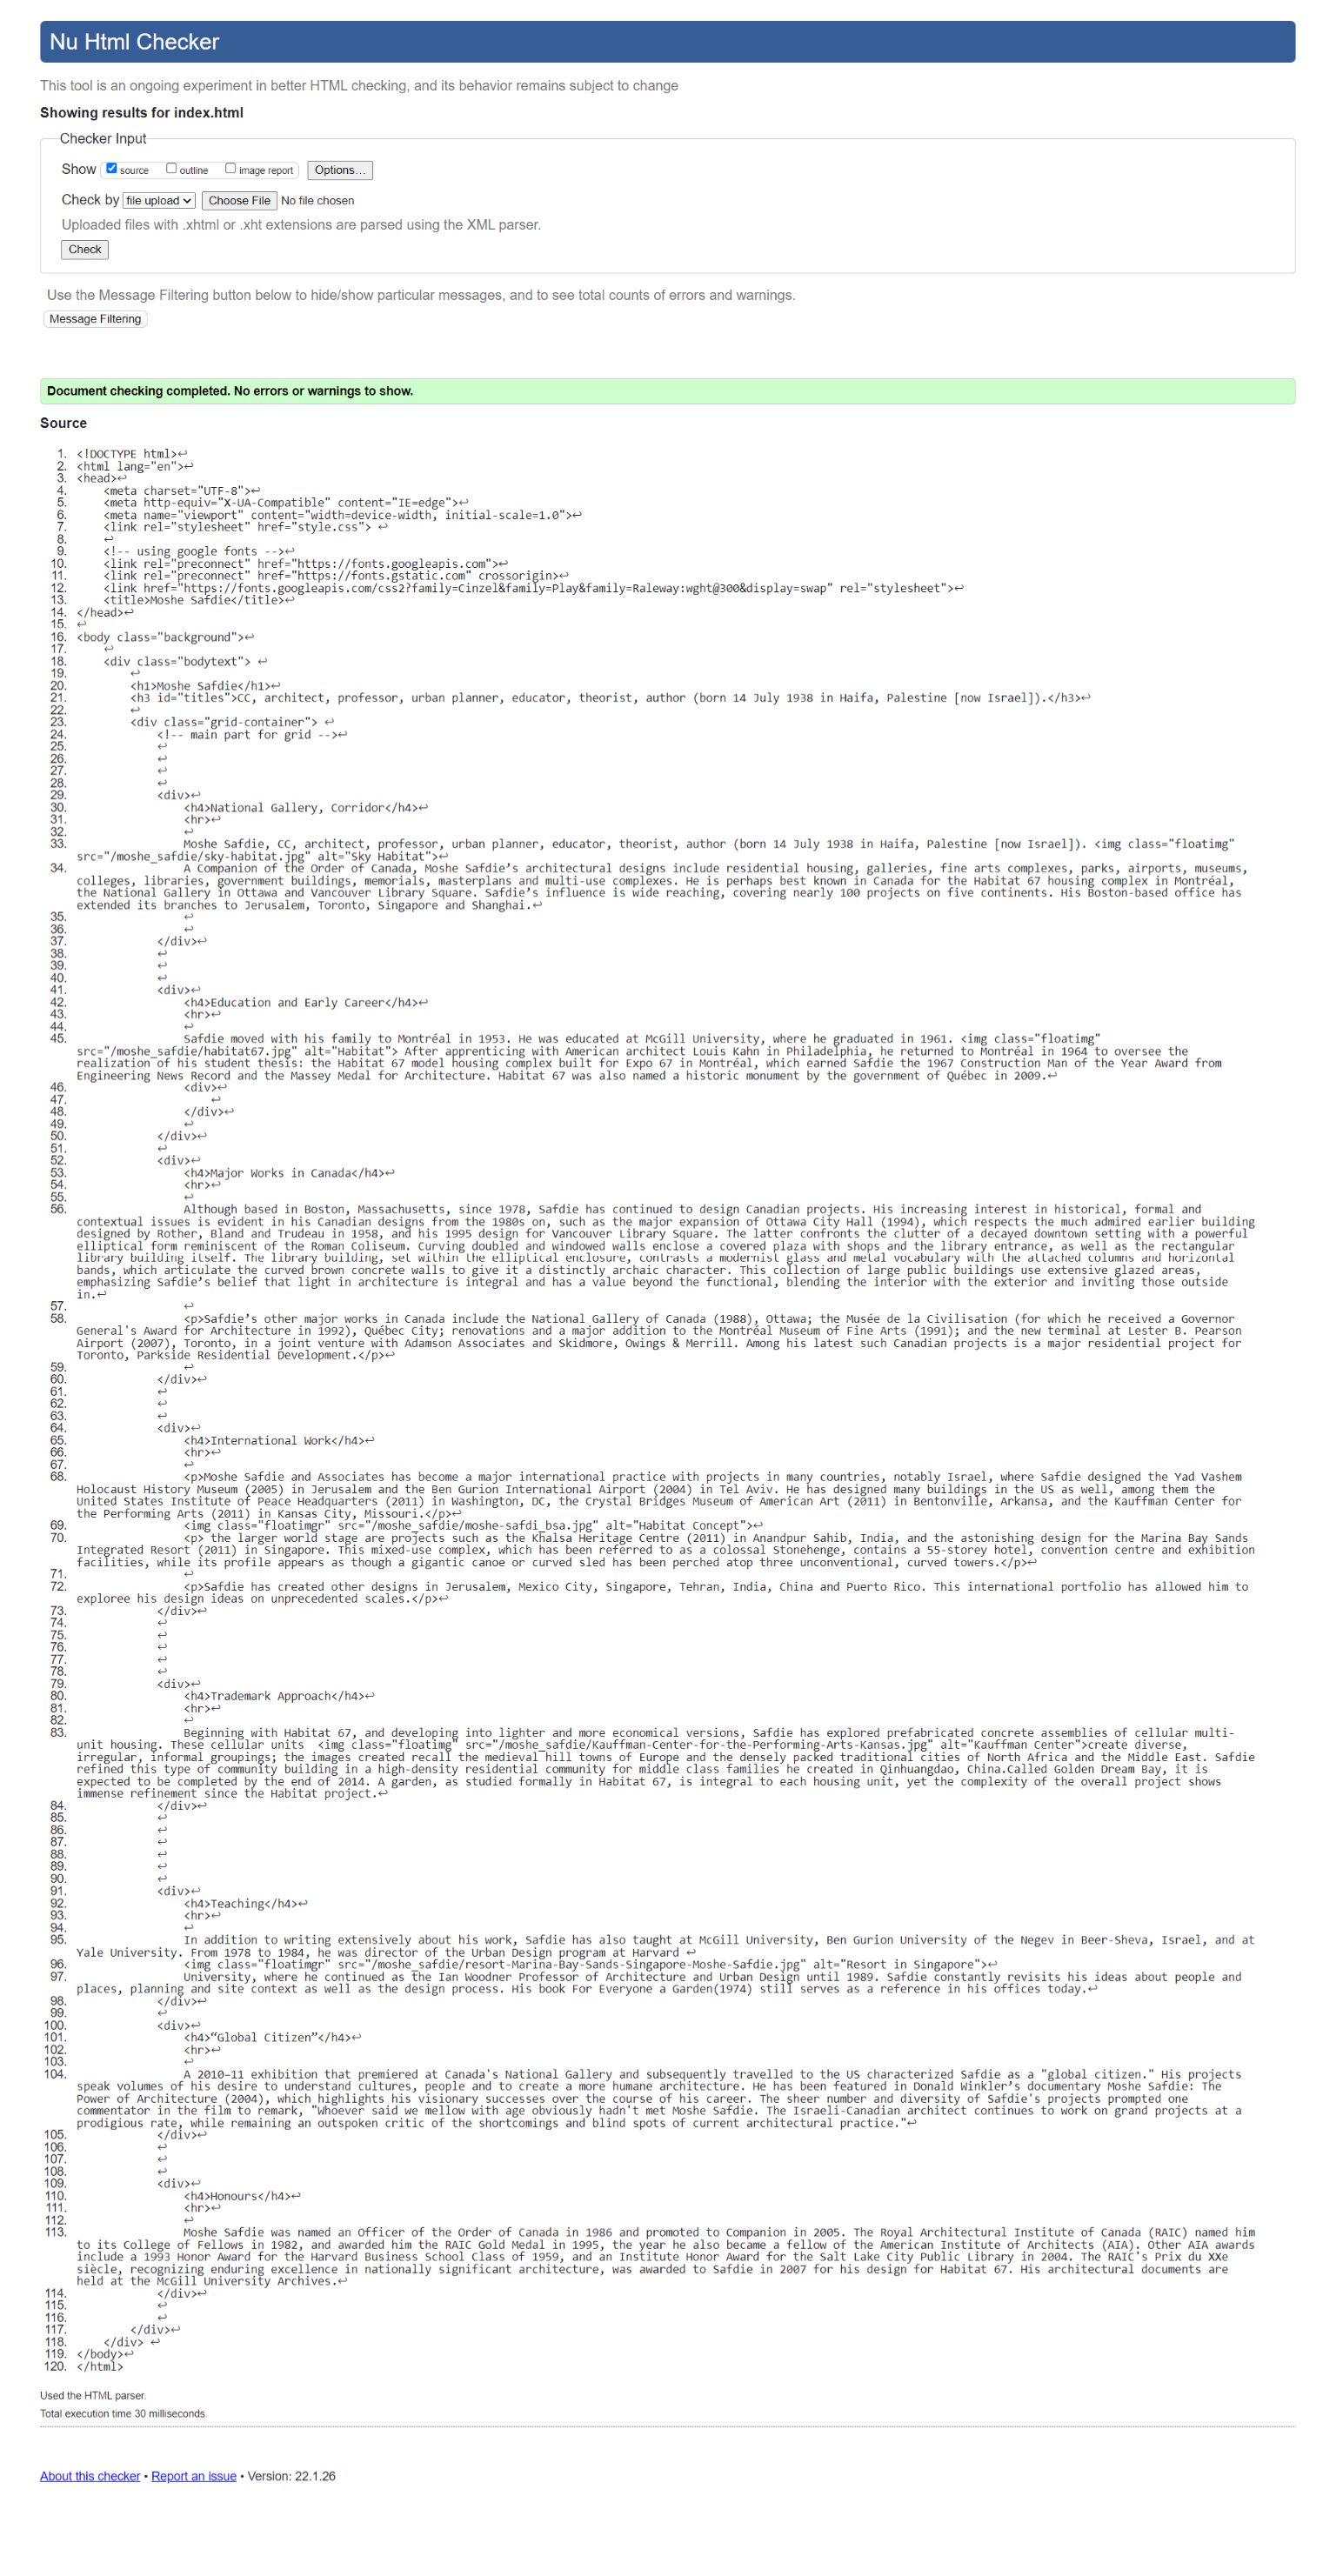 Nu Html Checker
This tool is an ongoing experiment in better HTML checking, and its behavior remains subject to change
Showing results for index.html
Checker Input
Show source outline image report Options...
Check by file upload Choose File No file chosen
Uploaded files with .xhtml or .xht extensions are parsed using the XML parser.
Check
Use the Message Filtering button below to hide/show particular messages, and to see total counts of errors and warnings.
Message Filtering
Document checking completed. No errors or warnings to show.
Source
1. <!DOCTYPE html>↩
2. <html lang="en">↩
3. <head>↩
4. <meta charset="UTF-8">↩
5. <meta http-equiv="X-UA-Compatible" content="IE=edge">↩
6. <meta name="viewport" content="width=device-width, initial-scale=1.0">↩
7. <link rel="stylesheet" href="style.css"> ↩
8. ↩
9. <!-- using google fonts -->↩
10. <link rel="preconnect" href="https://fonts.googleapis.com">↩
11. <link rel="preconnect" href="https://fonts.gstatic.com" crossorigin>↩
12. <link href="https://fonts.googleapis.com/css2?family=Cinzel&family=Play&family=Raleway:wght@300&display=swap" rel="stylesheet">↩
13. <title>Moshe Safdie</title>↩
14. </head>↩
15. ↩
16. <body class="background">↩
17. ↩
18. <div class="bodytext"> ↩
19. ↩
20. <h1>Moshe Safdie</h1>↩
21. <h3 id="titles">CC, architect, professor, urban planner, educator, theorist, author (born 14 July 1938 in Haifa, Palestine [now Israel]).</h3>↩
22. ↩
23. <div class="grid-container"> ↩
24. <!-- main part for grid -->↩
25. ↩
26. ↩
27. ↩
28. ↩
29. <div>↩
30. <h4>National Gallery, Corridor</h4>↩
31. <hr>↩
32. ↩
33. Moshe Safdie, CC, architect, professor, urban planner, educator, theorist, author (born 14 July 1938 in Haifa, Palestine [now Israel]). <img class="floatimg"
src="/moshe_safdie/sky-habitat.jpg" alt="Sky Habitat">↩
34. A Companion of the Order of Canada, Moshe Safdie’s architectural designs include residential housing, galleries, fine arts complexes, parks, airports, museums,
colleges, libraries, government buildings, memorials, masterplans and multi-use complexes. He is perhaps best known in Canada for the Habitat 67 housing complex in Montréal,
the National Gallery in Ottawa and Vancouver Library Square. Safdie’s influence is wide reaching, covering nearly 100 projects on five continents. His Boston-based office has
extended its branches to Jerusalem, Toronto, Singapore and Shanghai.↩
35. ↩
36. ↩
37. </div>↩
38. ↩
39. ↩
40. ↩
41. <div>↩
42. <h4>Education and Early Career</h4>↩
43. <hr>↩
44. ↩
45. Safdie moved with his family to Montréal in 1953. He was educated at McGill University, where he graduated in 1961. <img class="floatimg"
src="/moshe_safdie/habitat67.jpg" alt="Habitat"> After apprenticing with American architect Louis Kahn in Philadelphia, he returned to Montréal in 1964 to oversee the
realization of his student thesis: the Habitat 67 model housing complex built for Expo 67 in Montréal, which earned Safdie the 1967 Construction Man of the Year Award from
Engineering News Record and the Massey Medal for Architecture. Habitat 67 was also named a historic monument by the government of Québec in 2009.↩
46. <div>↩
47. ↩
48. </div>↩
49. ↩
50. </div>↩
51. ↩
52. <div>↩
53. <h4>Major Works in Canada</h4>↩
54. <hr>↩
55. ↩
56. Although based in Boston, Massachusetts, since 1978, Safdie has continued to design Canadian projects. His increasing interest in historical, formal and
contextual issues is evident in his Canadian designs from the 1980s on, such as the major expansion of Ottawa City Hall (1994), which respects the much admired earlier building
designed by Rother, Bland and Trudeau in 1958, and his 1995 design for Vancouver Library Square. The latter confronts the clutter of a decayed downtown setting with a powerful
elliptical form reminiscent of the Roman Coliseum. Curving doubled and windowed walls enclose a covered plaza with shops and the library entrance, as well as the rectangular
library building itself. The library building, set within the elliptical enclosure, contrasts a modernist glass and metal vocabulary with the attached columns and horizontal
bands, which articulate the curved brown concrete walls to give it a distinctly archaic character. This collection of large public buildings use extensive glazed areas,
emphasizing Safdie’s belief that light in architecture is integral and has a value beyond the functional, blending the interior with the exterior and inviting those outside
in.↩
57. ↩
58. <p>Safdie’s other major works in Canada include the National Gallery of Canada (1988), Ottawa; the Musée de la Civilisation (for which he received a Governor
General's Award for Architecture in 1992), Québec City; renovations and a major addition to the Montréal Museum of Fine Arts (1991); and the new terminal at Lester B. Pearson
Airport (2007), Toronto, in a joint venture with Adamson Associates and Skidmore, Owings & Merrill. Among his latest such Canadian projects is a major residential project for
Toronto, Parkside Residential Development.</p>↩
59. ↩
60. </div>↩
61. ↩
62. ↩
63. ↩
64. <div>↩
65. <h4>International Work</h4>↩
66. <hr>↩
67. ↩
68. <p>Moshe Safdie and Associates has become a major international practice with projects in many countries, notably Israel, where Safdie designed the Yad Vashem
Holocaust History Museum (2005) in Jerusalem and the Ben Gurion International Airport (2004) in Tel Aviv. He has designed many buildings in the US as well, among them the
United States Institute of Peace Headquarters (2011) in Washington, DC, the Crystal Bridges Museum of American Art (2011) in Bentonville, Arkansa, and the Kauffman Center for
the Performing Arts (2011) in Kansas City, Missouri.</p>↩
69. <img class="floatimgr" src="/moshe_safdie/moshe-safdi_bsa.jpg" alt="Habitat Concept">↩
70. <p> the larger world stage are projects such as the Khalsa Heritage Centre (2011) in Anandpur Sahib, India, and the astonishing design for the Marina Bay Sands
Integrated Resort (2011) in Singapore. This mixed-use complex, which has been referred to as a colossal Stonehenge, contains a 55-storey hotel, convention centre and exhibition
facilities, while its profile appears as though a gigantic canoe or curved sled has been perched atop three unconventional, curved towers.</p>↩
71. ↩
72. <p>Safdie has created other designs in Jerusalem, Mexico City, Singapore, Tehran, India, China and Puerto Rico. This international portfolio has allowed him to
exploree his design ideas on unprecedented scales.</p>↩
73. </div>↩
74. ↩
75. ↩
76. ↩
77. ↩
78. ↩
79. <div>↩
80. <h4>Trademark Approach</h4>↩
81. <hr>↩
82. ↩
83. Beginning with Habitat 67, and developing into lighter and more economical versions, Safdie has explored prefabricated concrete assemblies of cellular multi-
unit housing. These cellular units <img class="floatimg" src="/moshe_safdie/Kauffman-Center-for-the-Performing-Arts-Kansas.jpg" alt="Kauffman Center">create diverse,
irregular, informal groupings; the images created recall the medieval hill towns of Europe and the densely packed traditional cities of North Africa and the Middle East. Safdie
refined this type of community building in a high-density residential community for middle class families he created in Qinhuangdao, China.Called Golden Dream Bay, it is
expected to be completed by the end of 2014. A garden, as studied formally in Habitat 67, is integral to each housing unit, yet the complexity of the overall project shows
immense refinement since the Habitat project.↩
84. </div>↩
85. ↩
86. ↩
87. ↩
88. ↩
89. ↩
90. ↩
91. <div>↩
92. <h4>Teaching</h4>↩
93. <hr>↩
94. ↩
95. In addition to writing extensively about his work, Safdie has also taught at McGill University, Ben Gurion University of the Negev in Beer-Sheva, Israel, and at
Yale University. From 1978 to 1984, he was director of the Urban Design program at Harvard ↩
96. <img class="floatimgr" src="/moshe_safdie/resort-Marina-Bay-Sands-Singapore-Moshe-Safdie.jpg" alt="Resort in Singapore">↩
97. University, where he continued as the Ian Woodner Professor of Architecture and Urban Design until 1989. Safdie constantly revisits his ideas about people and
places, planning and site context as well as the design process. His book For Everyone a Garden(1974) still serves as a reference in his offices today.↩
98. </div>↩
99. ↩
100. <div>↩
101. <h4>“Global Citizen”</h4>↩
102. <hr>↩
103. ↩
104. A 2010–11 exhibition that premiered at Canada's National Gallery and subsequently travelled to the US characterized Safdie as a "global citizen." His projects
speak volumes of his desire to understand cultures, people and to create a more humane architecture. He has been featured in Donald Winkler’s documentary Moshe Safdie: The
Power of Architecture (2004), which highlights his visionary successes over the course of his career. The sheer number and diversity of Safdie's projects prompted one
commentator in the film to remark, "Whoever said we mellow with age obviously hadn't met Moshe Safdie. The Israeli-Canadian architect continues to work on grand projects at a
prodigious rate, while remaining an outspoken critic of the shortcomings and blind spots of current architectural practice."↩
105. </div>↩
106. ↩
107. ↩
108. ↩
109. <div>↩
110. <h4>Honours</h4>↩
111. <hr>↩
112. ↩
113. Moshe Safdie was named an Officer of the Order of Canada in 1986 and promoted to Companion in 2005. The Royal Architectural Institute of Canada (RAIC) named him
to its College of Fellows in 1982, and awarded him the RAIC Gold Medal in 1995, the year he also became a fellow of the American Institute of Architects (AIA). Other AIA awards
include a 1993 Honor Award for the Harvard Business School Class of 1959, and an Institute Honor Award for the Salt Lake City Public Library in 2004. The RAIC's Prix du XXe
siècle, recognizing enduring excellence in nationally significant architecture, was awarded to Safdie in 2007 for his design for Habitat 67. His architectural documents are
held at the McGill University Archives.↩
114. </div>↩
115. ↩
116. ↩
117. </div>↩
118. </div> ↩
119. </body>↩
120. </html>
Used the HTML parser.
Total execution time 30 milliseconds.
About this checker • Report an issue • Version: 22.1.26